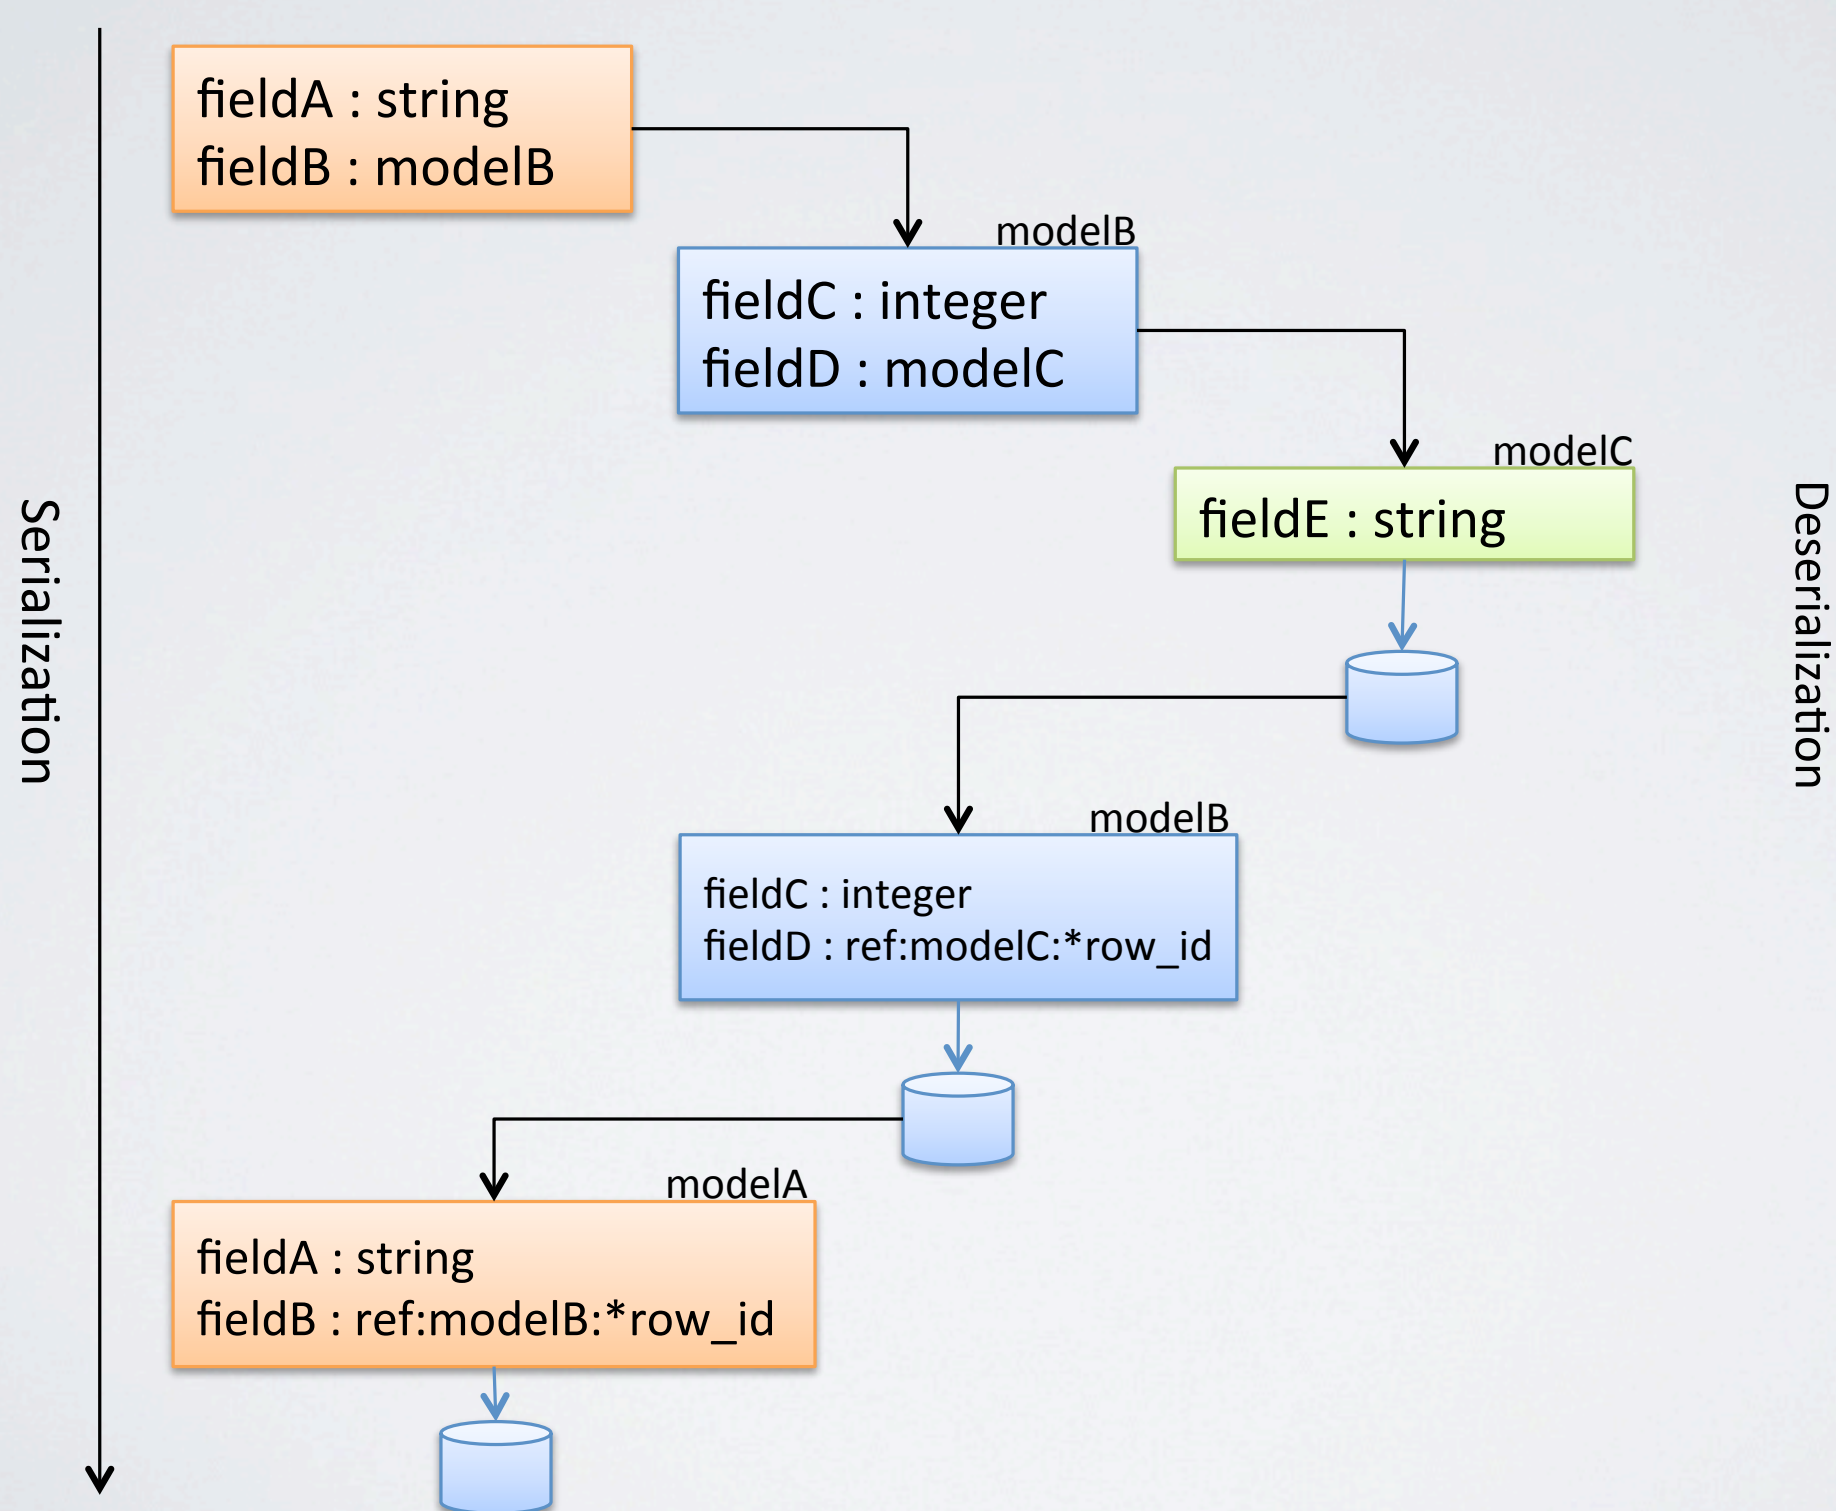 fieldA : string
fieldB : modelB
modelB
fieldC : integer
fieldD : modelC
modelC
fieldE : string
Serialization
Deserialization
modelB
fieldC : integer
fieldD : ref:modelC:*row_id
modelA
fieldA : string
fieldB : ref:modelB:*row_id